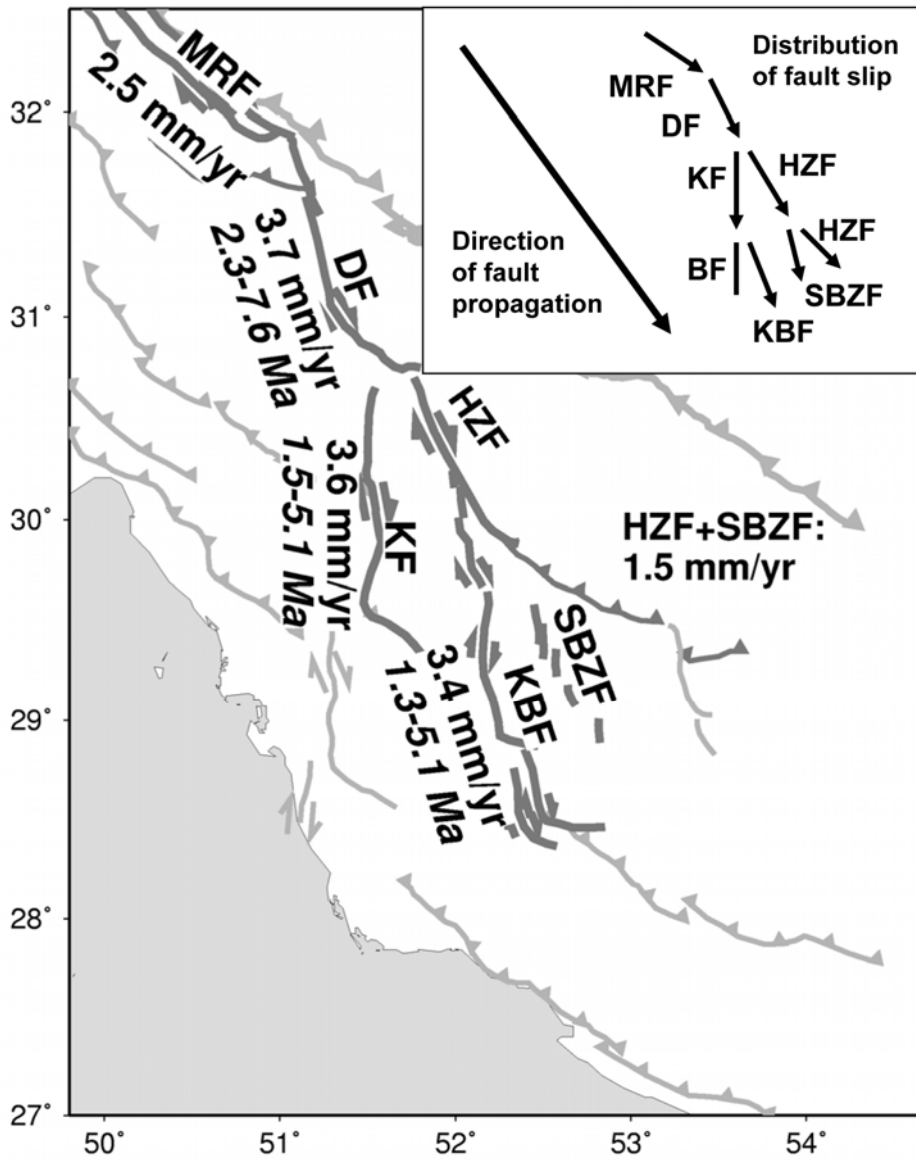 MRF
2.5 mm/yr
3.7 mm/yr
2.3-7.6 Ma
DF
HZF
3.6 mm/yr
1.5-5.1 Ma
KF
HZF+SBZF:
1.5 mm/yr
SBZF
KBF
3.4 mm/yr
1.3-5.1 Ma
Distribution
of fault slip
MRF
DF
KF
HZF
HZF
BF
SBZF
KBF
Direction
of fault
propagation
32˚
31˚
30˚
29˚
28˚
27˚
50˚
51˚
52˚
53˚
54˚